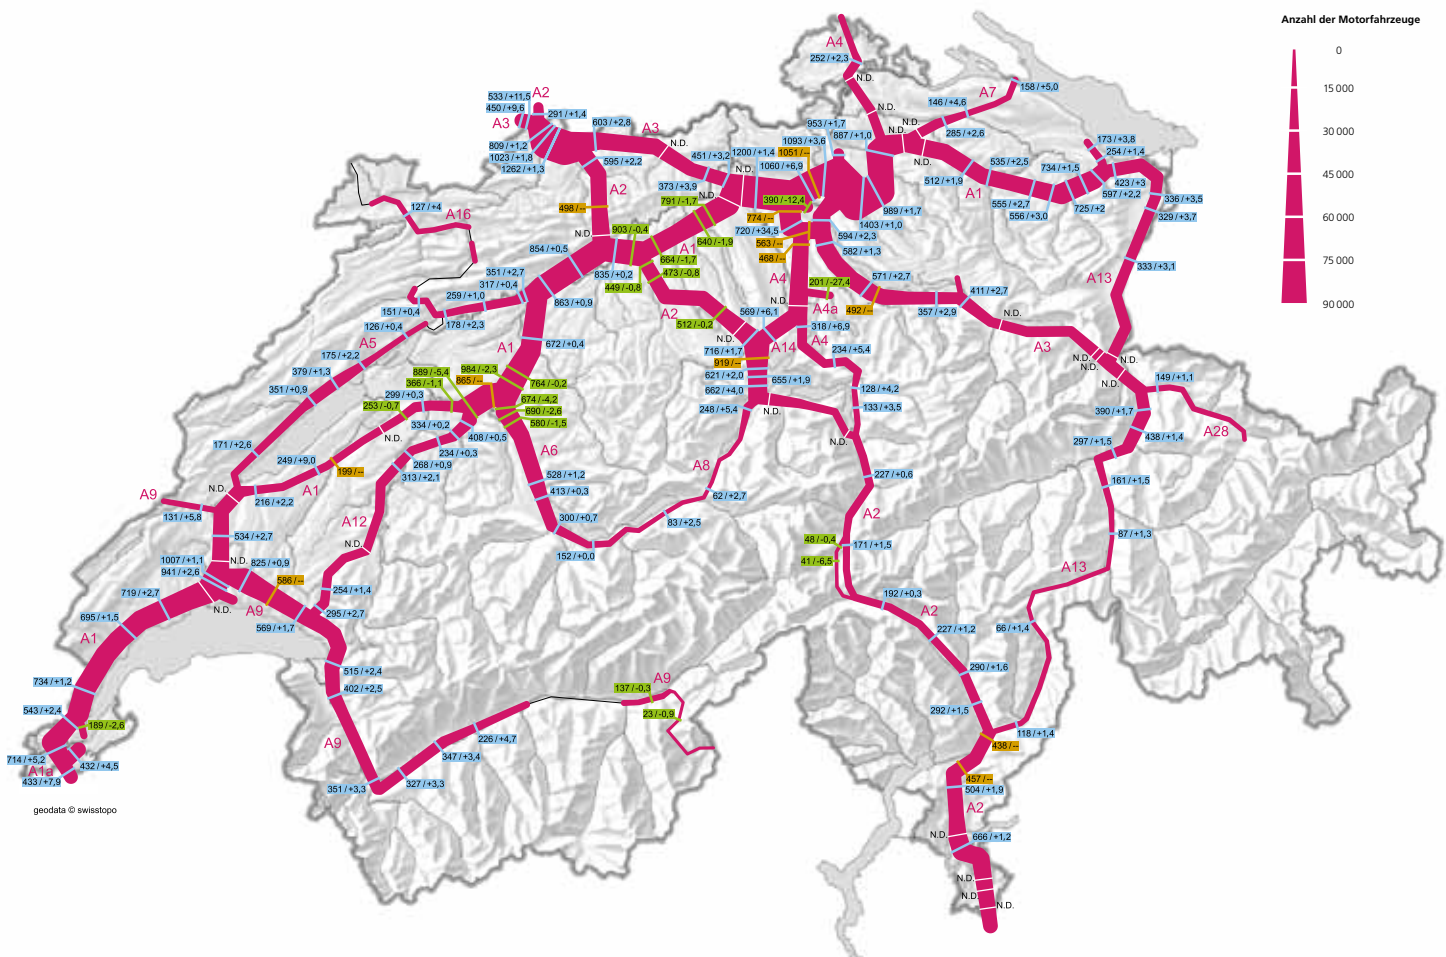 Anzahl der Motorfahrzeuge
0
15 000
30 000
45 000
60 000
75 000
90 000
A4
252 / +2,3
N.D.
A7
158 / +5,0
146 / +4,6
N.D.
N.D.
N.D.
285 / +2,6
N.D.
533 / +11,5
A2
450 / +9,6
A3
291 / +1,4
603 / +2,8
A3
N.D.
809 / +1,2
1023 / +1,8
1262 / +1,3
595 / +2,2
451 / +3,2
1200 / +1,4
1051 / --
1093 / +3,6
953 / +1,7
887 / +1,0
1060 / +6,9
N.D.
373 / +3,9
N.D.
791 / -1,7
390 / -12,4
774 / --
720 / +34,5
563 / --
468 / --
989 / +1,7
1403 / +1,0
594 / +2,3
582 / +1,3
173 / +3,8
254 / +1,4
535 / +2,5
734 / +1,5
512 / +1,9
A1
423 / +3
597 / +2,2
555 / +2,7
556 / +3,0
725 / +2
336 / +3,5
329 / +3,7
333 / +3,1
A13
127 / +4
A16
A2
498 / --
N.D.
903 / -0,4
640 / -1,9
A1
664 / -1,7
473 / -0,8
449 / -0,8
854 / +0,5
835 / +0,2
863 / +0,9
351 / +2,7
317 / +0,4
259 / +1,0
151 / +0,4
178 / +2,3
126 / +0,4
A5
175 / +2,2
379 / +1,3
351 / +0,9
171 / +2,6
A2
512 / -0,2
N.D.
569 / +6,1
A4
201 / -27,4
A4a
N.D.
318 / +6,9
A4
A14
492 / --
571 / +2,7
357 / +2,9
411 / +2,7
N.D.
A3
N.D.
N.D.
N.D.
N.D.
716 / +1,7
919 / --
621 / +2,0
662 / +4,0
655 / +1,9
248 / +5,4
N.D.
234 / +5,4
128 / +4,2
133 / +3,5
N.D.
149 / +1,1
390 / +1,7
438 / +1,4
297 / +1,5
A28
161 / +1,5
87 / +1,3
A13
66 / +1,4
118 / +1,4
672 / +0,4
A1
984 / -2,3
889 / -5,4
366 / -1,1
865 / --
764 / -0,2
674 / -4,2
690 / -2,6
580 / -1,5
299 / +0,3
253 / -0,7
334 / +0,2
N.D.
408 / +0,5
234 / +0,3
268 / +0,9
313 / +2,1
249 / +9,0
199 / --
A1
216 / +2,2
N.D.
A9
131 / +5,8
534 / +2,7
A12
N.D.
A6
528 / +1,2
413 / +0,3
300 / +0,7
152 / +0,0
83 / +2,5
62 / +2,7
A8
227 / +0,6
A2
48 / -0,4
171 / +1,5
41 / -6,5
192 / +0,3
A2
227 / +1,2
290 / +1,6
292 / +1,5
438 / --
457 / --
504 / +1,9
A2
N.D.
666 / +1,2
N.D.
N.D.
N.D.
1007 / +1,1
941 / +2,6
N.D.
825 / +0,9
586 / --
N.D.
A9
719 / +2,7
695 / +1,5
A1
254 / +1,4
295 / +2,7
569 / +1,7
515 / +2,4
402 / +2,5
A9
734 / +1,2
543 / +2,4
189 / -2,6
714 / +5,2
A1a
432 / +4,5
433 / +7,9
351 / +3,3
327 / +3,3
347 / +3,4
226 / +4,7
137 / -0,3
A9
23 / -0,9
geodata © swisstopo